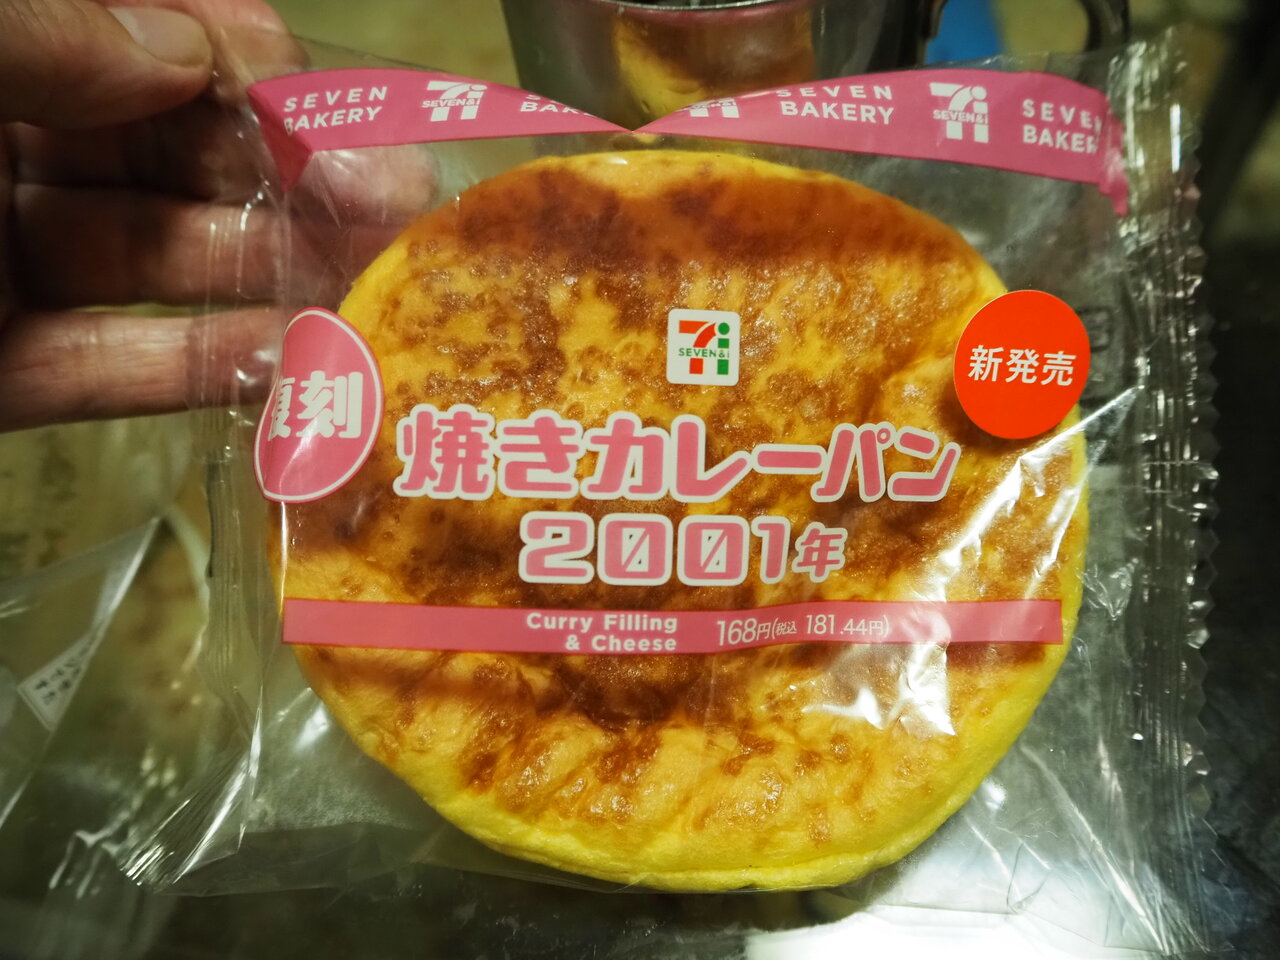 SEVEN
BAKERY
SEVEN&i
SEVEN
BAKERY
SEVEN&i
SEVEN
BAKERY
SEVEN&i
新発売
復刻
焼きカレーパン
2001年
Curry Filling
& Cheese
168円(税込 181.44円)